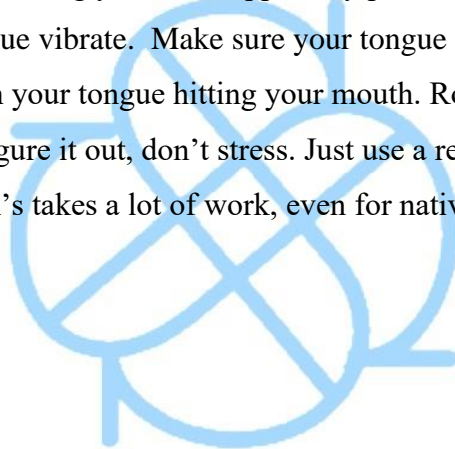 ue vibrate. Make sure your tongue
your tongue hitting your mouth. Ro
gure it out, don't stress. Just use a re
's takes a lot of work, even for nativ